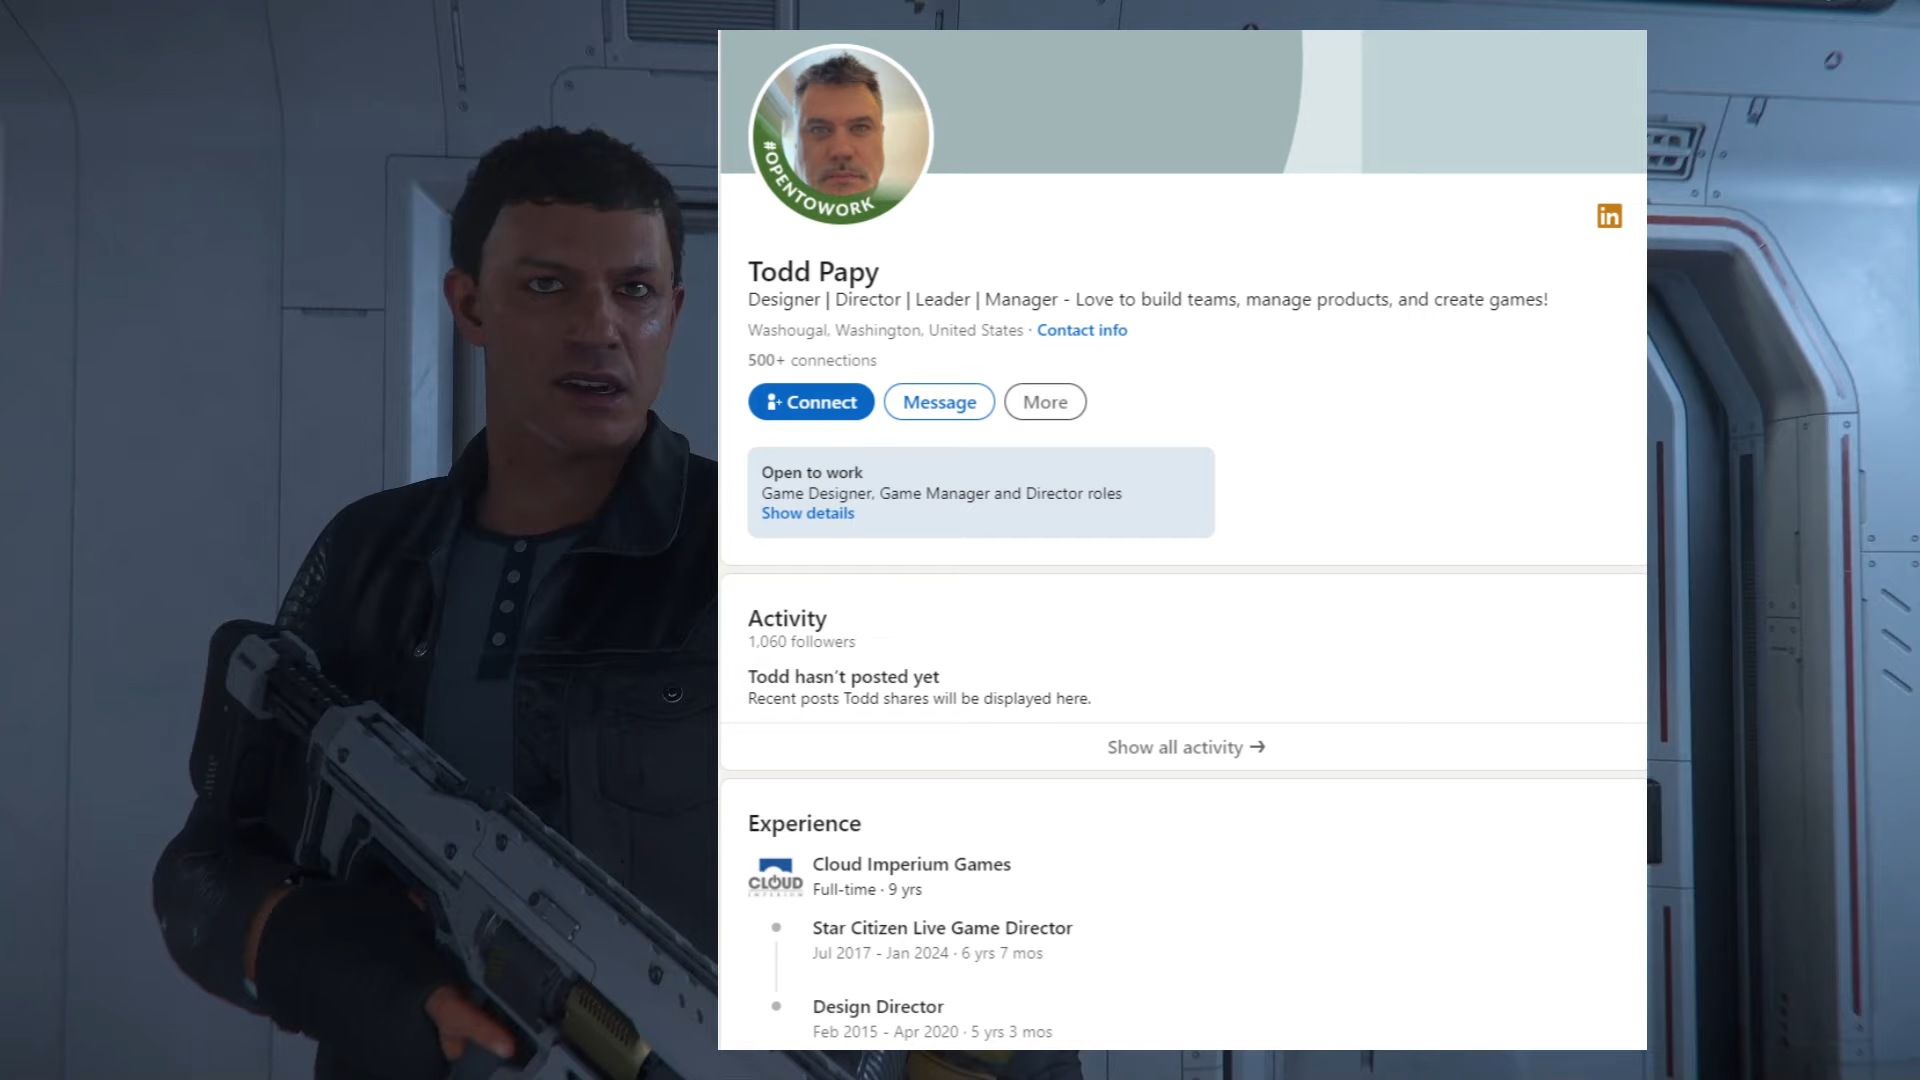 #OPENTOWORK
in
Todd Papy
Designer | Director | Leader | Manager - Love to build teams, manage products, and create games!
Washougal, Washington, United States · Contact info
500+ connections
Connect
Message
More
Open to work
Game Designer, Game Manager and Director roles
Show details
Activity
1,060 followers
Todd hasn't posted yet
Recent posts Todd shares will be displayed here.
Show all activity →
Experience
CLOUD
IMPERIUM
Cloud Imperium Games
Full-time · 9 yrs
Star Citizen Live Game Director
Jul 2017 - Jan 2024 · 6 yrs 7 mos
Design Director
Feb 2015 - Apr 2020 · 5 yrs 3 mos